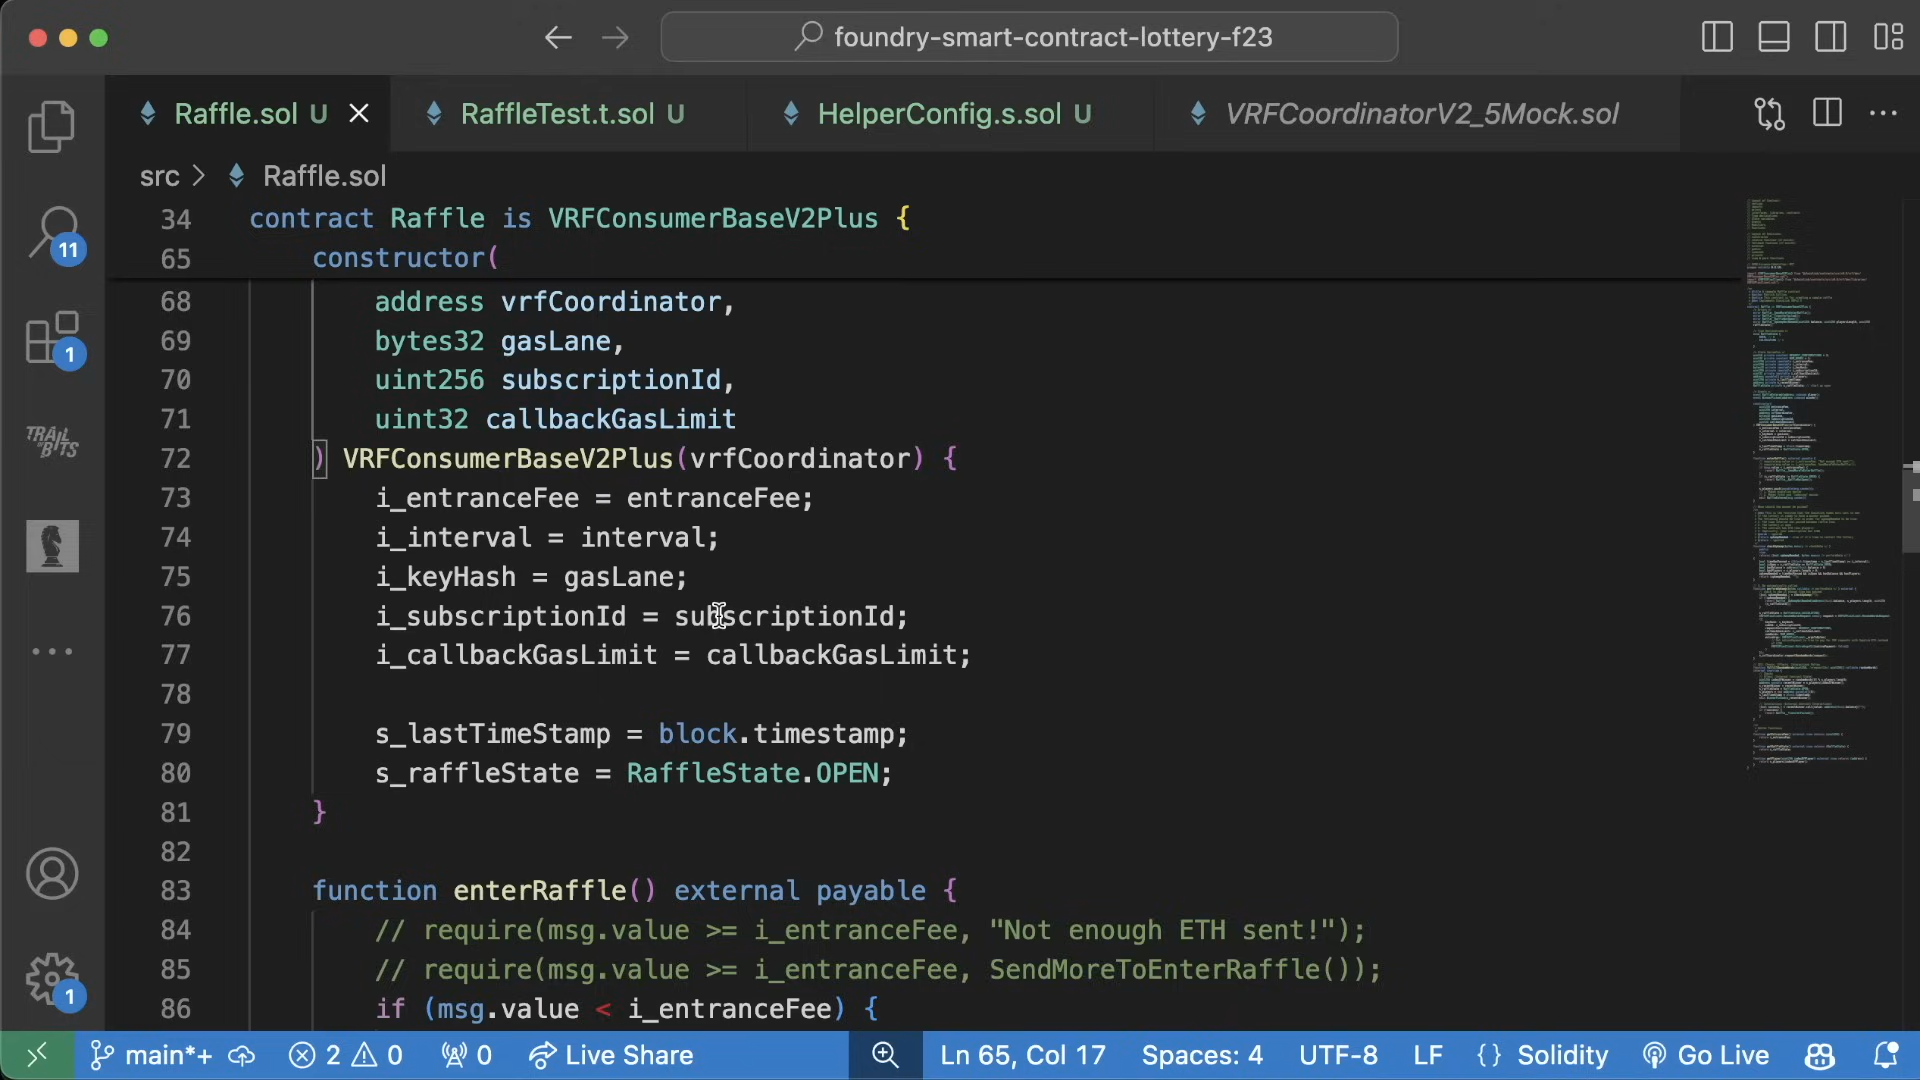 foundry-smart-contract-lottery-f23
Raffle.sol U
RaffleTest.t.sol U
HelperConfig.s.sol U
VRFCoordinatorV2_5Mock.sol
src > Raffle.sol
34 contract Raffle is VRFConsumerBaseV2Plus {
65 constructor(
68 address vrfCoordinator,
69 bytes32 gasLane,
70 uint256 subscriptionId,
71 uint32 callbackGasLimit
72 ) VRFConsumerBaseV2Plus(vrfCoordinator) {
73 i_entranceFee = entranceFee;
74 i_interval = interval;
75 i_keyHash = gasLane;
76 i_subscriptionId = subscriptionId;
77 i_callbackGasLimit = callbackGasLimit;
78
79 s_lastTimeStamp = block.timestamp;
80 s_raffleState = RaffleState.OPEN;
81 }
82
83 function enterRaffle() external payable {
84 // require(msg.value >= i_entranceFee, "Not enough ETH sent!");
85 // require(msg.value >= i_entranceFee, SendMoreToEnterRaffle());
86 if (msg.value < i_entranceFee) {
11
1
TRAIL OF BITS
1
main*+ 2 0 0 Live Share Ln 65, Col 17 Spaces: 4 UTF-8 LF {} Solidity Go Live